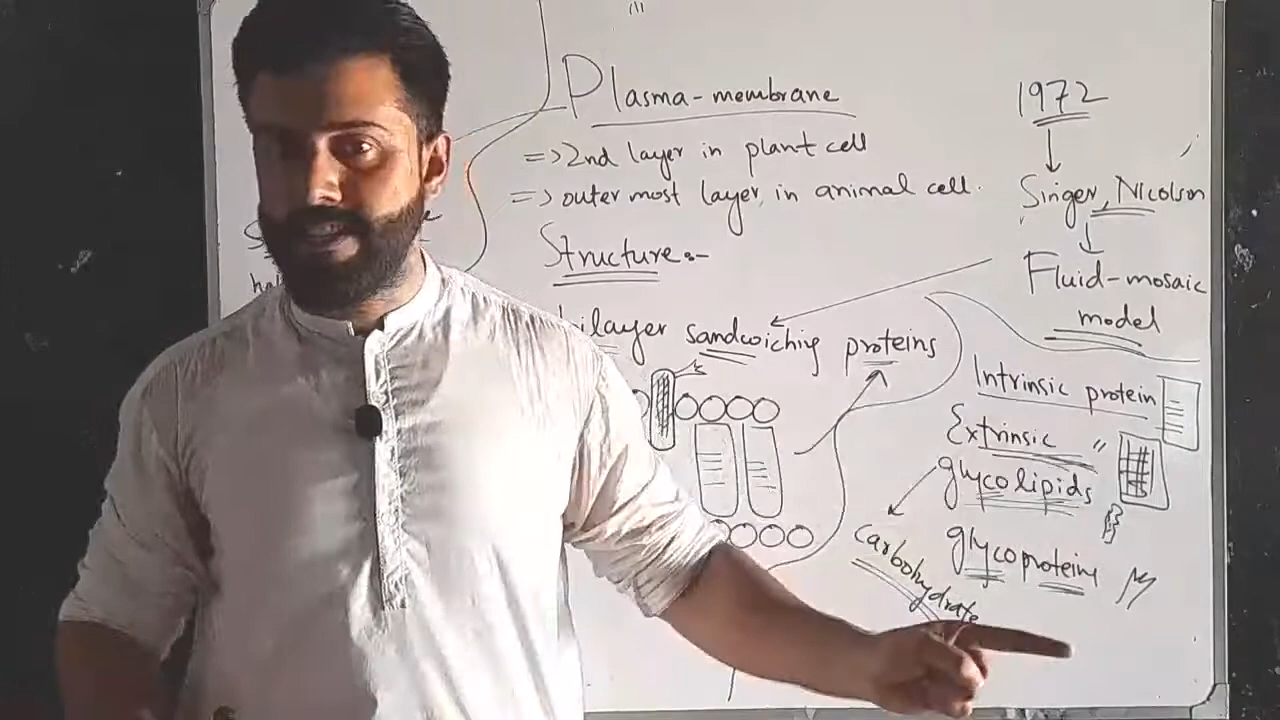 Plasma-membrane
=> 2nd layer in plant cell
=> outer most layer in animal cell.
Structure:-
bilayer sandwiching proteins
1972
Singer, Nicolson
Fluid-mosaic
model
Intrinsic protein
Extrinsic "
glycolipids
carbohydrate
glycoproteins